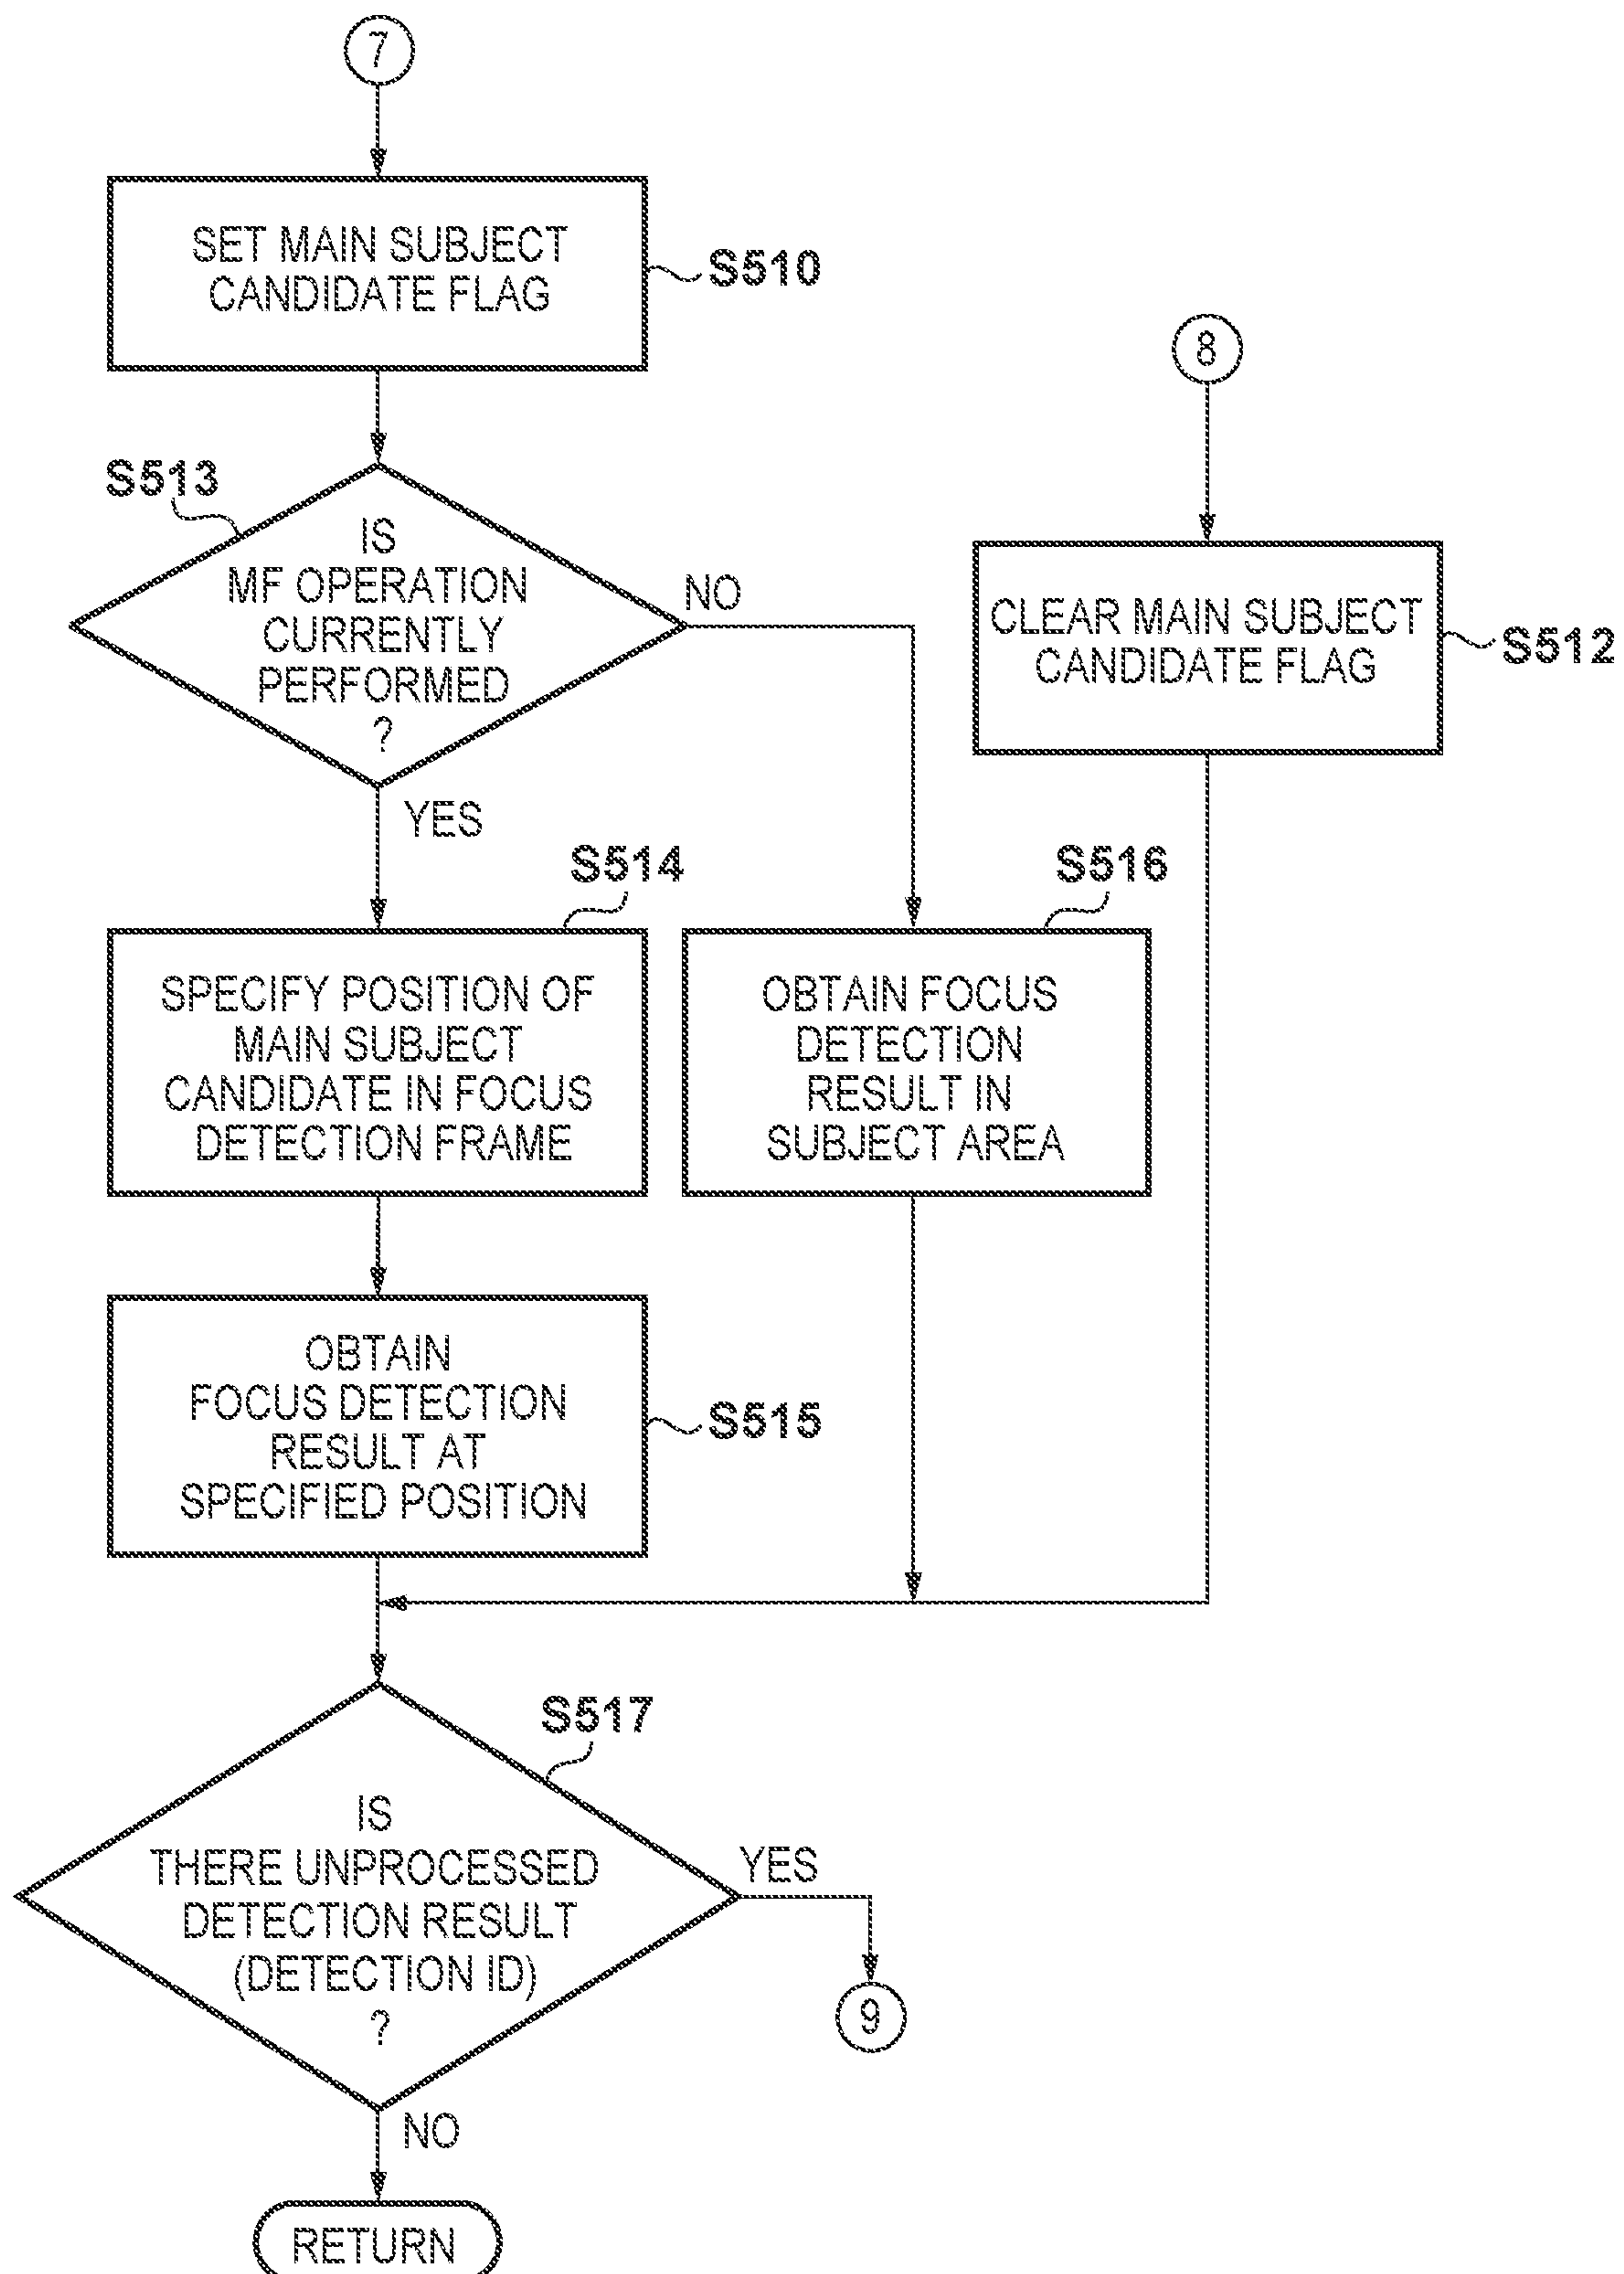 7
SET MAIN SUBJECT
CANDIDATE FLAG
S510
8
S513
IS
MF OPERATION
CURRENTLY
PERFORMED
?
NO
YES
CLEAR MAIN SUBJECT
CANDIDATE FLAG
S512
S514
SPECIFY POSITION OF
MAIN SUBJECT
CANDIDATE IN FOCUS
DETECTION FRAME
S516
OBTAIN FOCUS
DETECTION
RESULT IN
SUBJECT AREA
OBTAIN
FOCUS DETECTION
RESULT AT
SPECIFIED POSITION
S515
S517
IS
THERE UNPROCESSED
DETECTION RESULT
(DETECTION ID)
?
YES
9
NO
RETURN